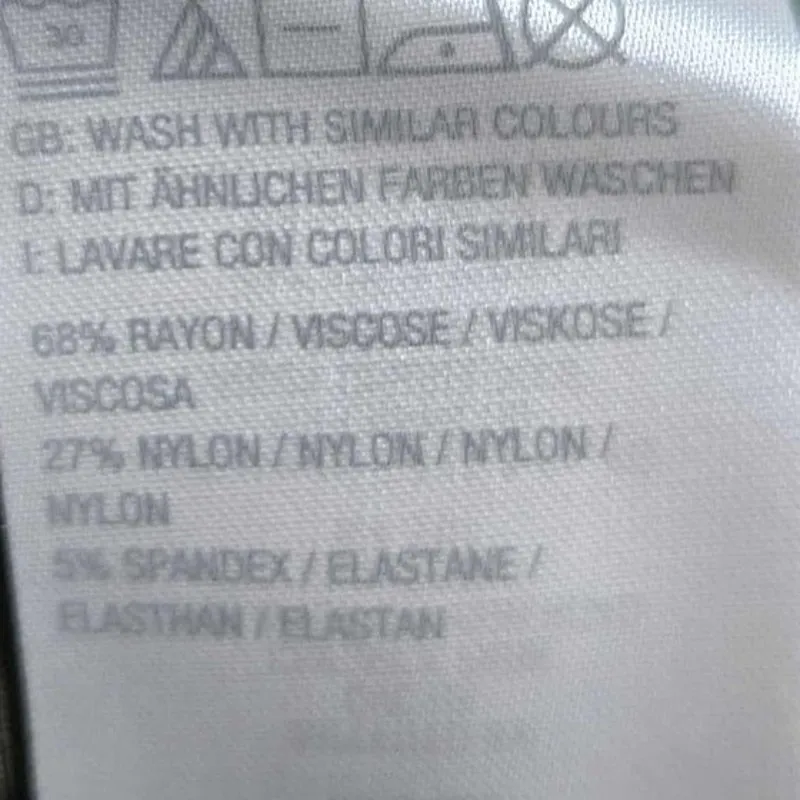 30
GB: WASH WITH SIMILAR COLOURS
D: MIT ÄHNLICHEN FARBEN WASCHEN
I: LAVARE CON COLORI SIMILARI
68% RAYON / VISCOSE / VISKOSE /
VISCOSA
27% NYLON / NYLON / NYLON /
NYLON
5% SPANDEX / ELASTANE /
ELASTHAN / ELASTAN